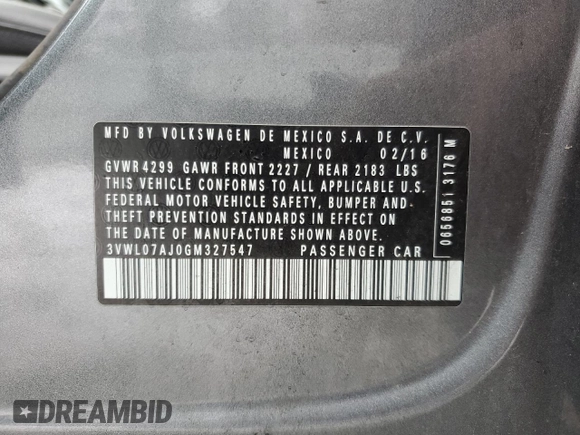 MFD BY VOLKSWAGEN DE MEXICO S.A. DE C.V.
MEXICO 02/16
GVWR 4299 GAWR FRONT 2227 / REAR 2183 LBS
THIS VEHICLE CONFORMS TO ALL APPLICABLE U.S.
FEDERAL MOTOR VEHICLE SAFETY, BUMPER AND-
THEFT PREVENTION STANDARDS IN EFFECT ON
THE DATE OF MANUFACTURE SHOWN ABOVE.
3VWL07AJ0GM327547 PASSENGER CAR
0656851 3176 M
DREAMBID